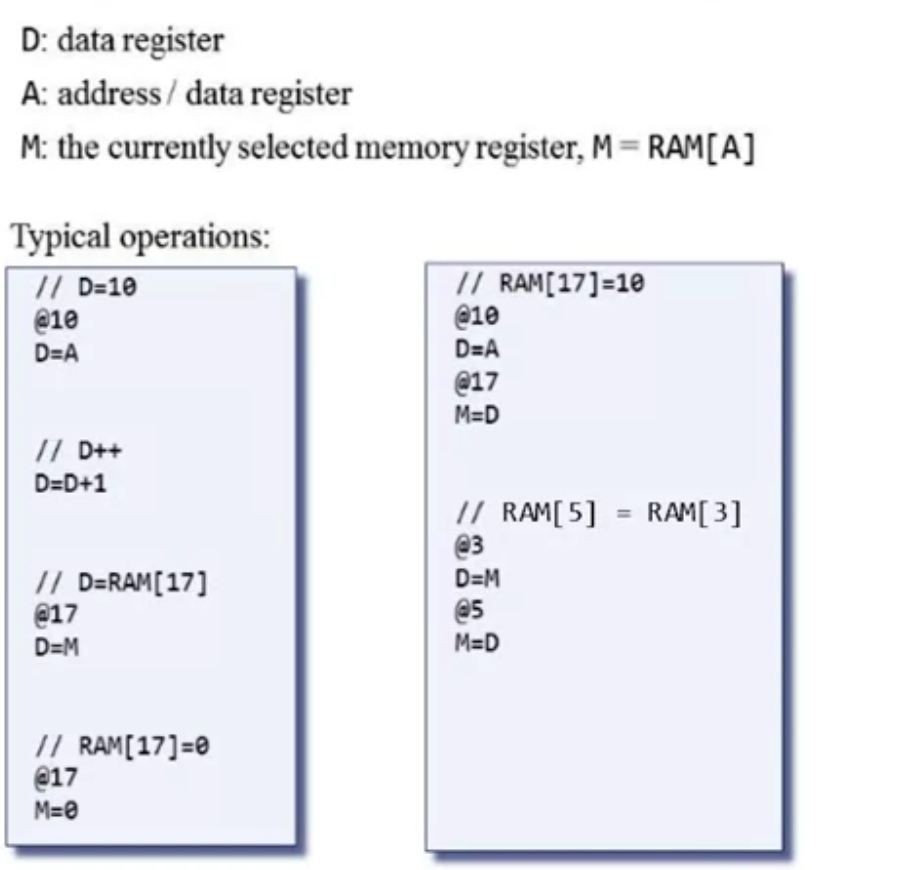 D: data register
A: address / data register
M: the currently selected memory register, M = RAM[A]
Typical operations:
// D=10
@10
D=A
// D++
D=D+1
// D=RAM[17]
@17
D=M
// RAM[17]=0
@17
M=0
// RAM[17]=10
@10
D=A
@17
M=D
// RAM[5] = RAM[3]
@3
D=M
@5
M=D